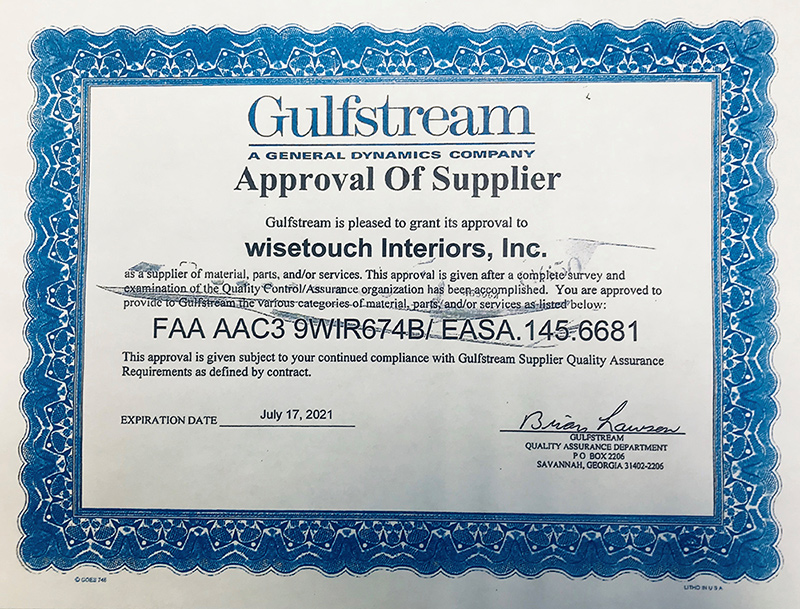 Gulfstream
A GENERAL DYNAMICS COMPANY
Approval Of Supplier
Gulfstream is pleased to grant its approval to
wisetouch Interiors, Inc.
as a supplier of material, parts, and/or services. This approval is given after a complete survey and
examination of the Quality Control/Assurance organization has been accomplished. You are approved to
provide to Gulfstream the various categories of material, parts, and/or services as listed below:
FAA AAC3 9WIR674B/ EASA.145.6681
This approval is given subject to your continued compliance with Gulfstream Supplier Quality Assurance
Requirements as defined by contract.
EXPIRATION DATE July 17, 2021
Brian Lawson
GULFSTREAM
QUALITY ASSURANCE DEPARTMENT
P O BOX 2206
SAVANNAH, GEORGIA 31402-2206
© GOES 748
LITHO IN U S A